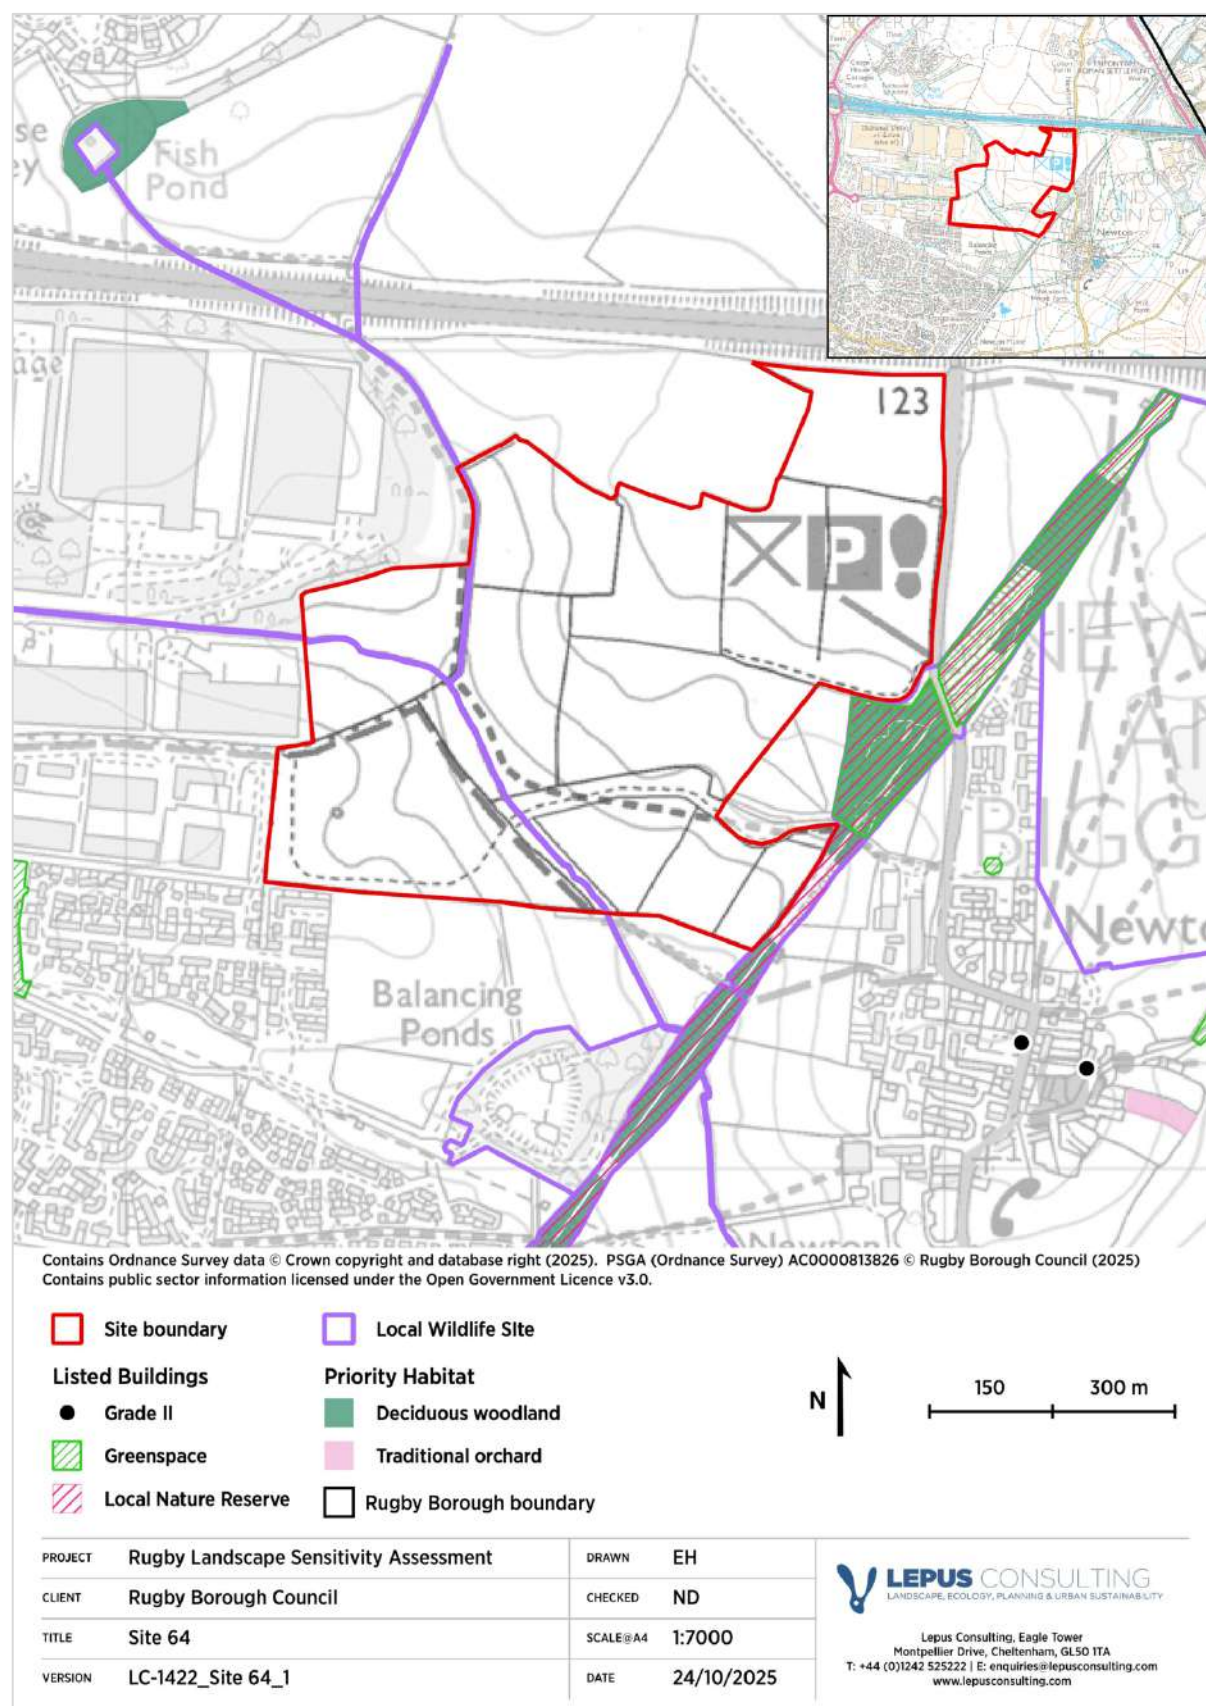 Fish
Pond
123
P
NEW
AN
BIGG
Newto
Balancing
Ponds
Newton
Newton
Contains Ordnance Survey data © Crown copyright and database right (2025). PSGA (Ordnance Survey) AC0000813826 © Rugby Borough Council (2025)
Contains public sector information licensed under the Open Government Licence v3.0.
Site boundary
Local Wildlife Site
Listed Buildings
Priority Habitat
Grade II
Deciduous woodland
Greenspace
Traditional orchard
Local Nature Reserve
Rugby Borough boundary
N
150 300 m
PROJECT Rugby Landscape Sensitivity Assessment DRAWN EH
CLIENT Rugby Borough Council CHECKED ND
TITLE Site 64 SCALE@A4 1:7000
VERSION LC-1422_Site 64_1 DATE 24/10/2025
LEPUS CONSULTING
LANDSCAPE, ECOLOGY, PLANNING & URBAN SUSTAINABILITY
Lepus Consulting, Eagle Tower
Montpellier Drive, Cheltenham, GL50 1TA
T: +44 (0)1242 525222 | E: enquiries@lepusconsulting.com
www.lepusconsulting.com